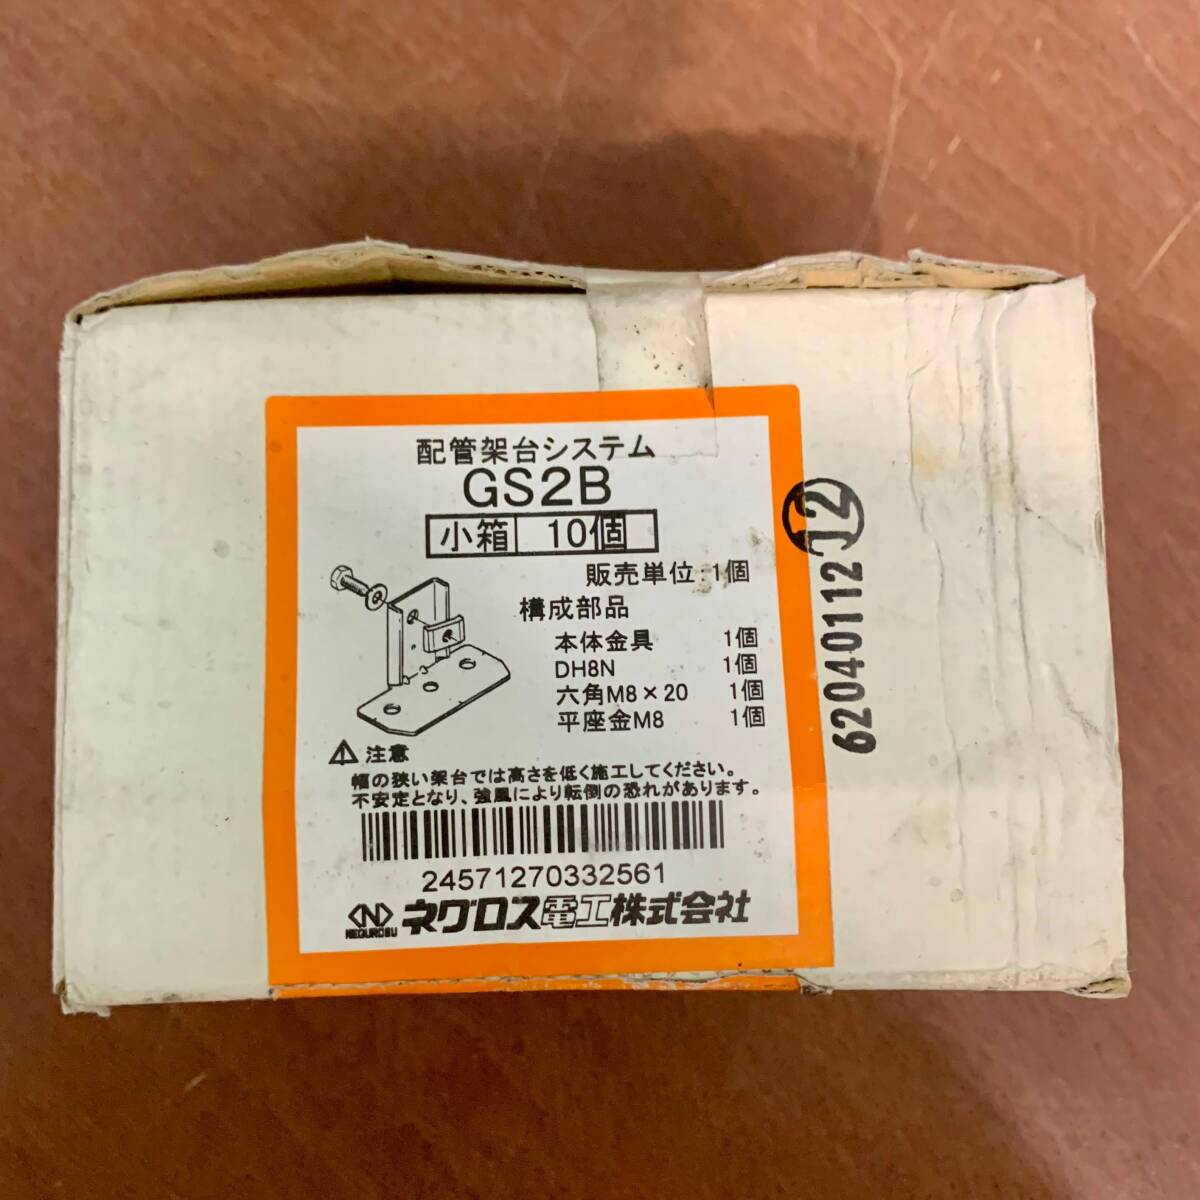 配管架台システム
GS2B
小箱 10個
販売単位:1個
構成部品
本体金具 1個
DH8N 1個
六角M8×20 1個
平座金M8 1個
⚠注意
幅の狭い架台では高さを低く施工してください。
不安定となり、強風により転倒の恐れがあります。
24571270332561
NEGUROSU ネグロス電工株式会社
62040112 12